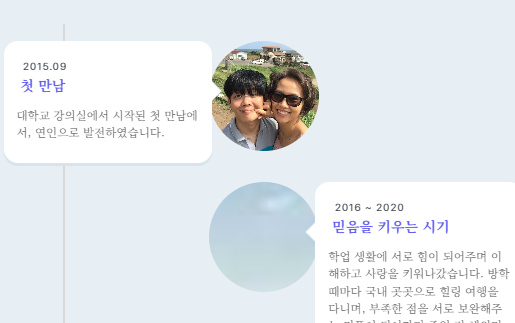 2015.09
첫 만남
대학교 강의실에서 시작된 첫 만남에
서, 연인으로 발전하였습니다.
2016 ~ 2020
믿음을 키우는 시기
학업 생활에 서로 힘이 되어주며 이
해하고 사랑을 키워나갔습니다. 방학
때마다 국내 곳곳으로 힐링 여행을
다니며, 부족한 점을 서로 보완해주